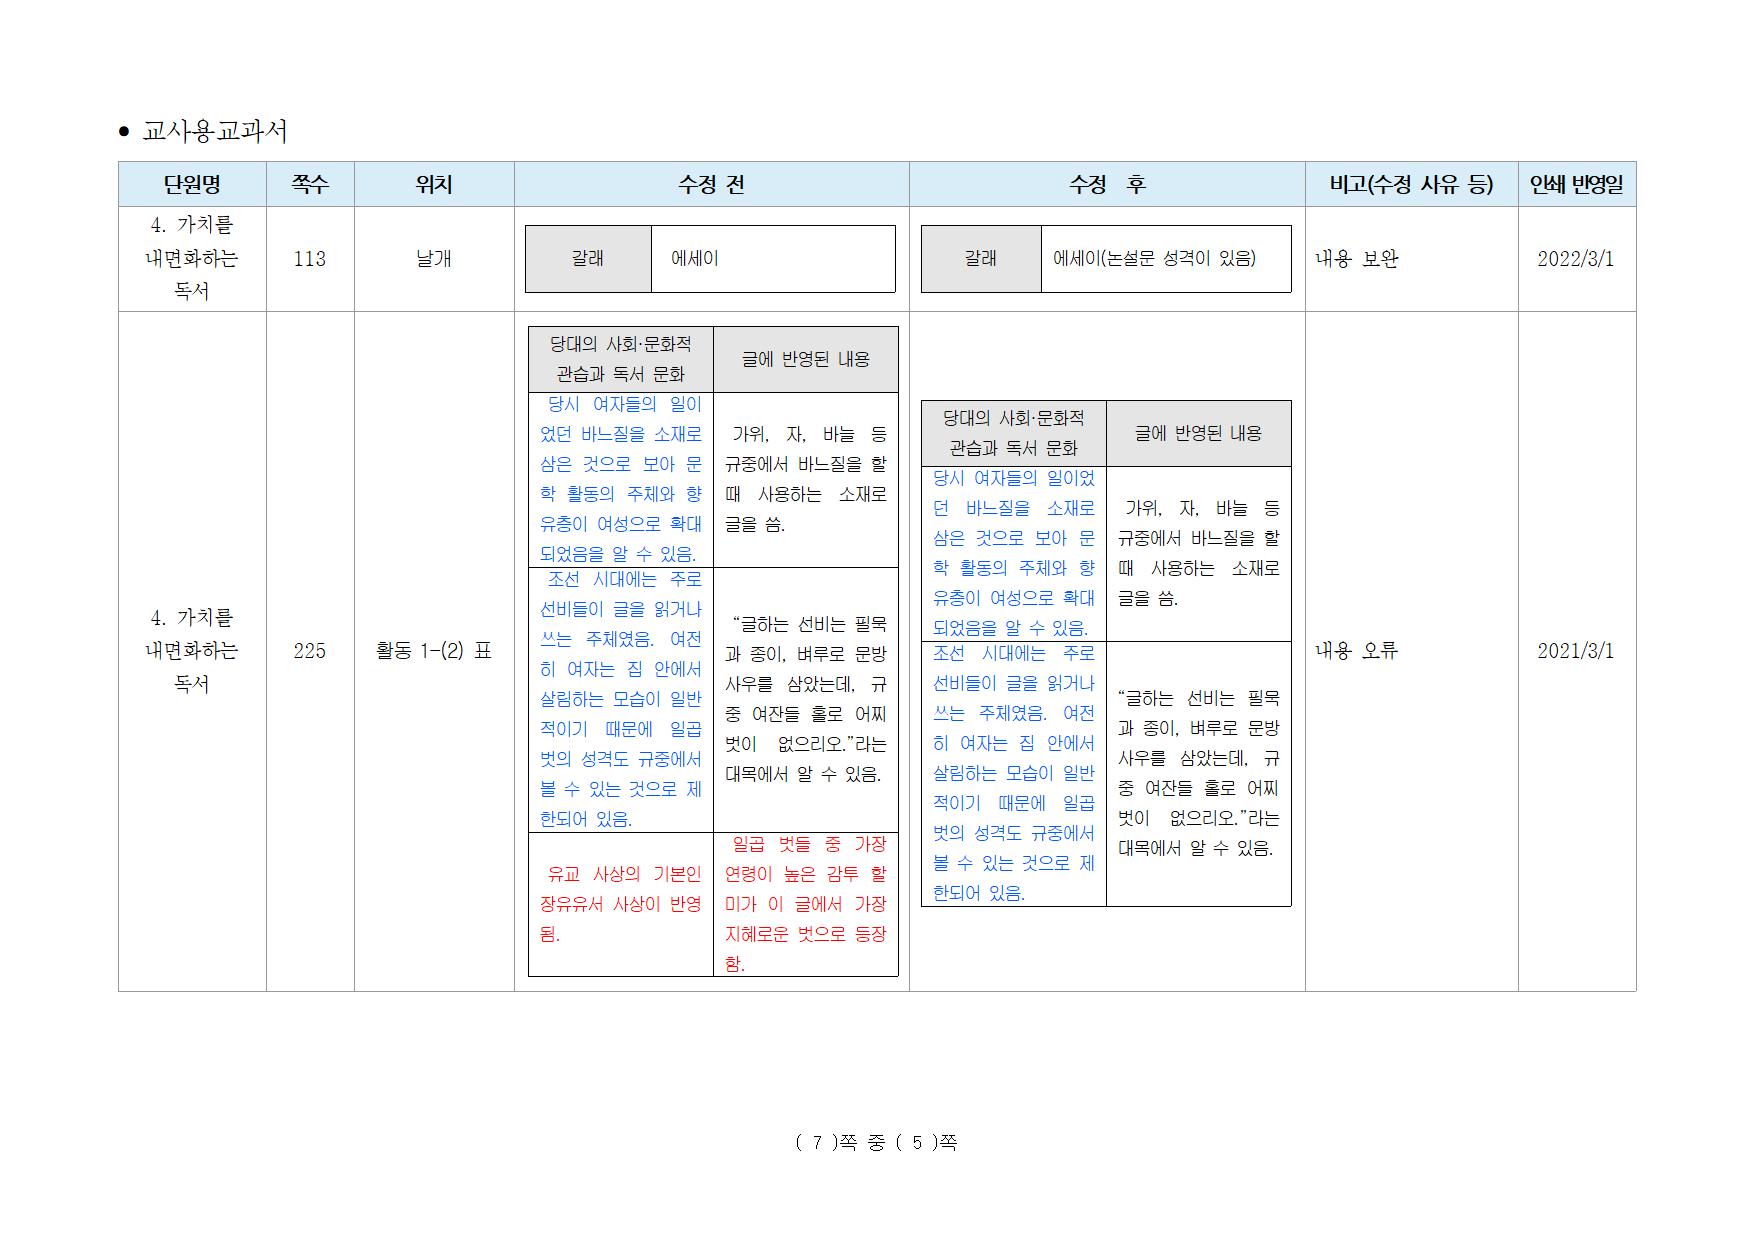 • 교사용교과서
단원명 쪽수 위치 수정 전 수정 후 비고(수정 사유 등) 인쇄 반영일
4. 가치를
내면화하는
독서
113
날개
갈래 에세이
갈래 에세이(논설문 성격이 있음)
내용 보완
2022/3/1
4. 가치를
내면화하는
독서
225
활동 1-(2) 표
당대의 사회·문화적
관습과 독서 문화
글에 반영된 내용
당시 여자들의 일이
었던 바느질을 소재로
삼은 것으로 보아 문
학 활동의 주체와 향
유층이 여성으로 확대
되었음을 알 수 있음.
가위, 자, 바늘 등
규중에서 바느질을 할
때 사용하는 소재로
글을 씀.
조선 시대에는 주로
선비들이 글을 읽거나
쓰는 주체였음. 여전
히 여자는 집 안에서
살림하는 모습이 일반
적이기 때문에 일곱
벗의 성격도 규중에서
볼 수 있는 것으로 제
한되어 있음.
“글하는 선비는 필묵
과 종이, 벼루로 문방
사우를 삼았는데, 규
중 여잔들 홀로 어찌
벗이 없으리오.”라는
대목에서 알 수 있음.
유교 사상의 기본인
장유유서 사상이 반영
됨.
일곱 벗들 중 가장
연령이 높은 감투 할
미가 이 글에서 가장
지혜로운 벗으로 등장
함.
당대의 사회·문화적
관습과 독서 문화
글에 반영된 내용
당시 여자들의 일이었
던 바느질을 소재로
삼은 것으로 보아 문
학 활동의 주체와 향
유층이 여성으로 확대
되었음을 알 수 있음.
가위, 자, 바늘 등
규중에서 바느질을 할
때 사용하는 소재로
글을 씀.
조선 시대에는 주로
선비들이 글을 읽거나
쓰는 주체였음. 여전
히 여자는 집 안에서
살림하는 모습이 일반
적이기 때문에 일곱
벗의 성격도 규중에서
볼 수 있는 것으로 제
한되어 있음.
“글하는 선비는 필묵
과 종이, 벼루로 문방
사우를 삼았는데, 규
중 여잔들 홀로 어찌
벗이 없으리오.”라는
대목에서 알 수 있음.
내용 오류
2021/3/1
( 7 )쪽 중 ( 5 )쪽